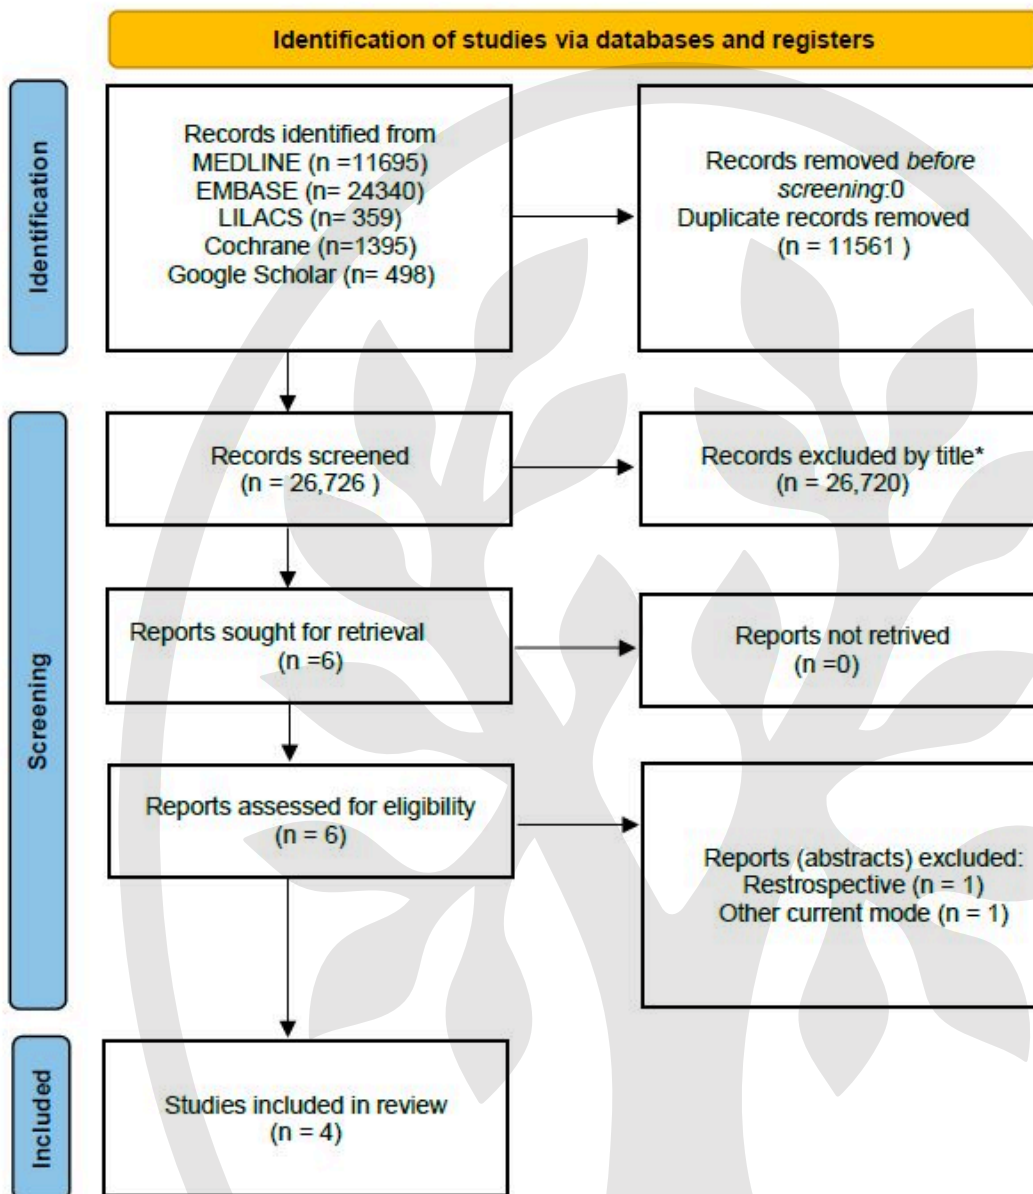 Identification of studies via databases and registers
Identification
Records identified from
MEDLINE (n =11695)
EMBASE (n= 24340)
LILACS (n= 359)
Cochrane (n=1395)
Google Scholar (n= 498)
Records removed before
screening:0
Duplicate records removed
(n = 11561 )
Screening
Records screened
(n = 26,726 )
Records excluded by title*
(n = 26,720)
Reports sought for retrieval
(n =6)
Reports not retrived
(n =0)
Reports assessed for eligibility
(n = 6)
Reports (abstracts) excluded:
Restrospective (n = 1)
Other current mode (n = 1)
Included
Studies included in review
(n = 4)